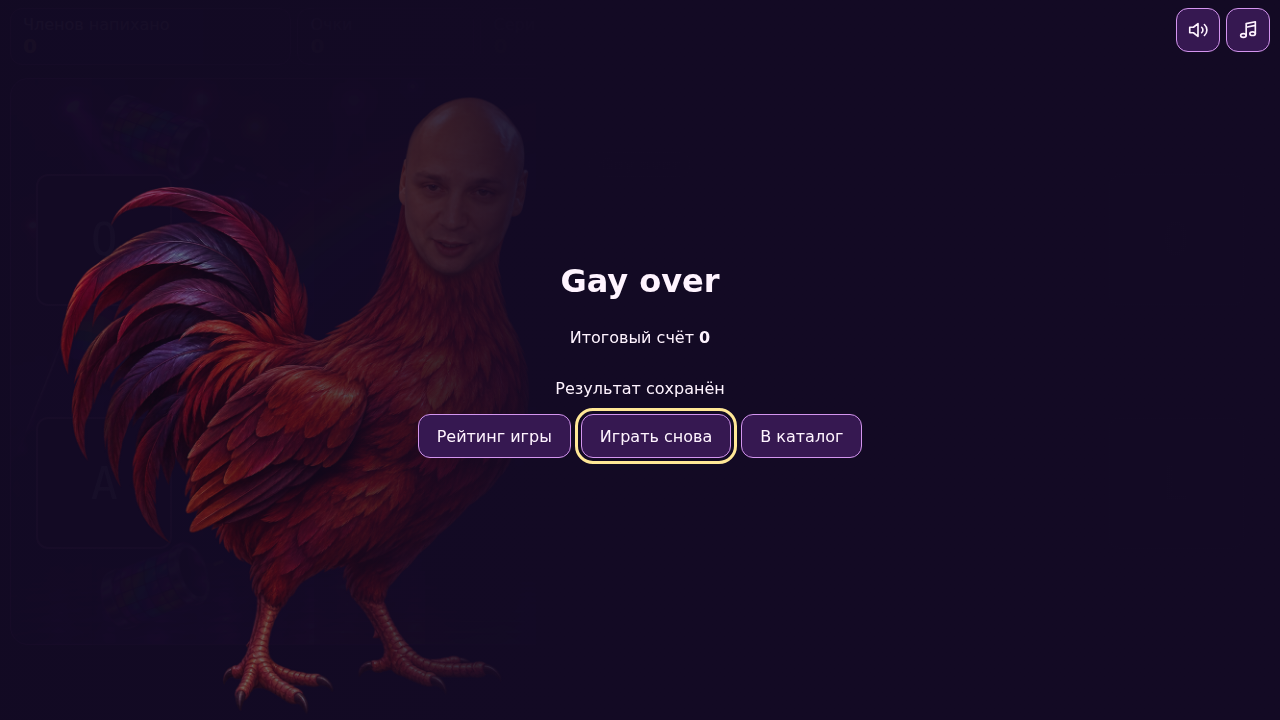 Gay over
Итоговый счёт 0
Результат сохранён
Рейтинг игры
Играть снова
В каталог